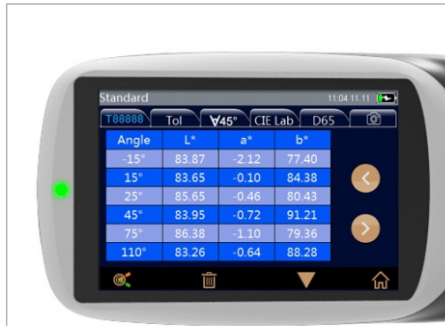 Standard 11:04 11.11
T88888 Tol ∀45° CIE Lab D65
Angle L* a* b*
-15° 83.87 -2.12 77.40
15° 83.65 -0.10 84.38
25° 85.65 -0.46 80.43
45° 83.95 -0.72 91.21
75° 86.38 -1.10 79.36
110° 83.26 -0.64 88.28